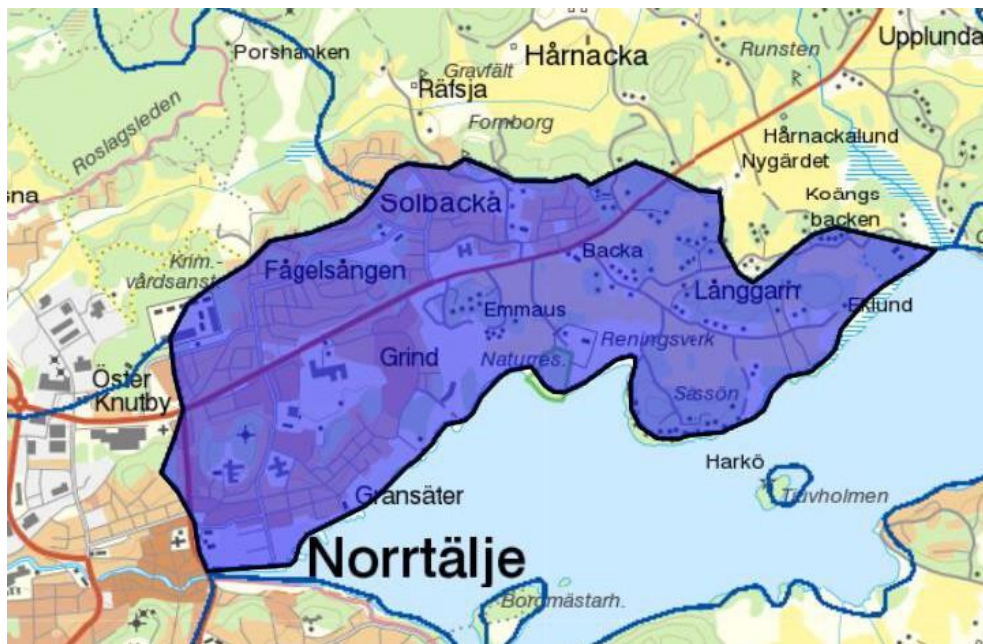 Porshanken
Hårnacka
Upplunda
Runsten
Gravfält
Räfsja
Roslagsleden
Fornborg
Hårnackalund
Nygärdet
sna
Koängs
backen
Solbacka
Krim.-
vårdsanst.
Fågelsången
Backa
Långgarn
Eklund
Emmaus
Reningsverk
Grind
Naturres.
Öster
Knutby
Sassön
Harkö
Tjuvholmen
Gransäter
Norrtälje
Borgmästarh.